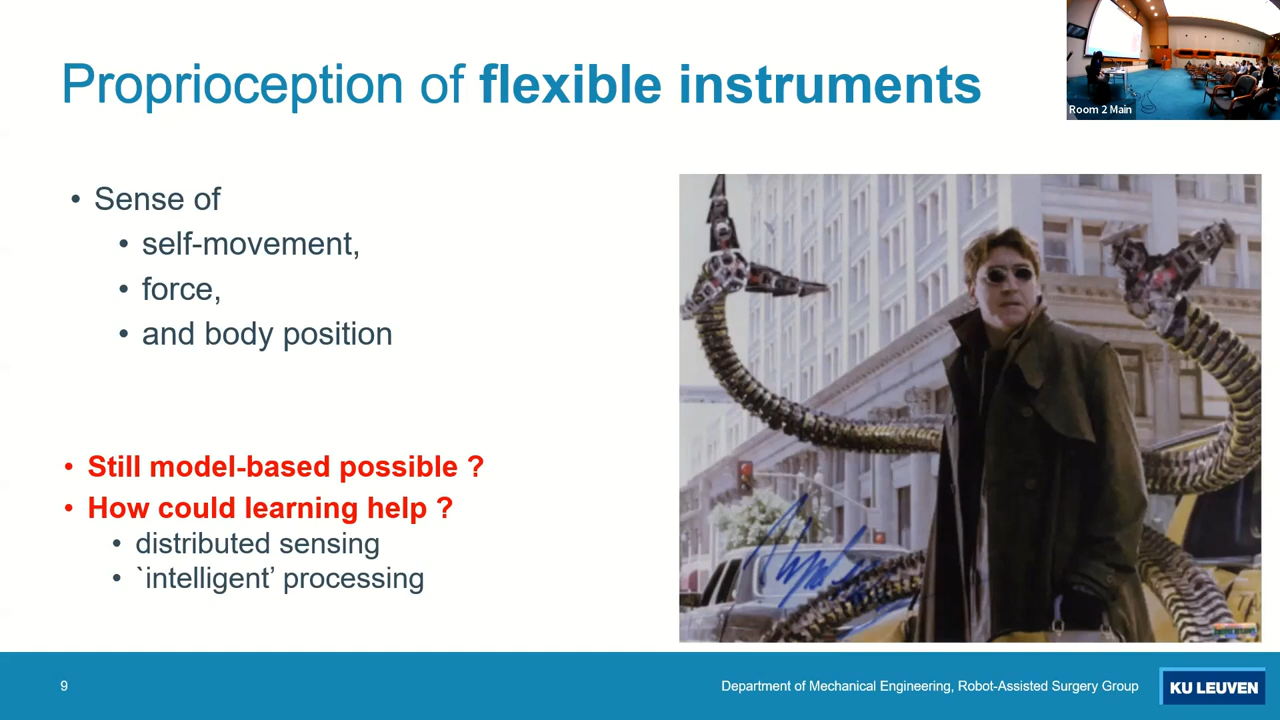 Proprioception of flexible instruments
Room 2 Main
• Sense of
• self-movement,
• force,
• and body position
• Still model-based possible ?
• How could learning help ?
• distributed sensing
• `intelligent’ processing
9
Department of Mechanical Engineering, Robot-Assisted Surgery Group
KU LEUVEN